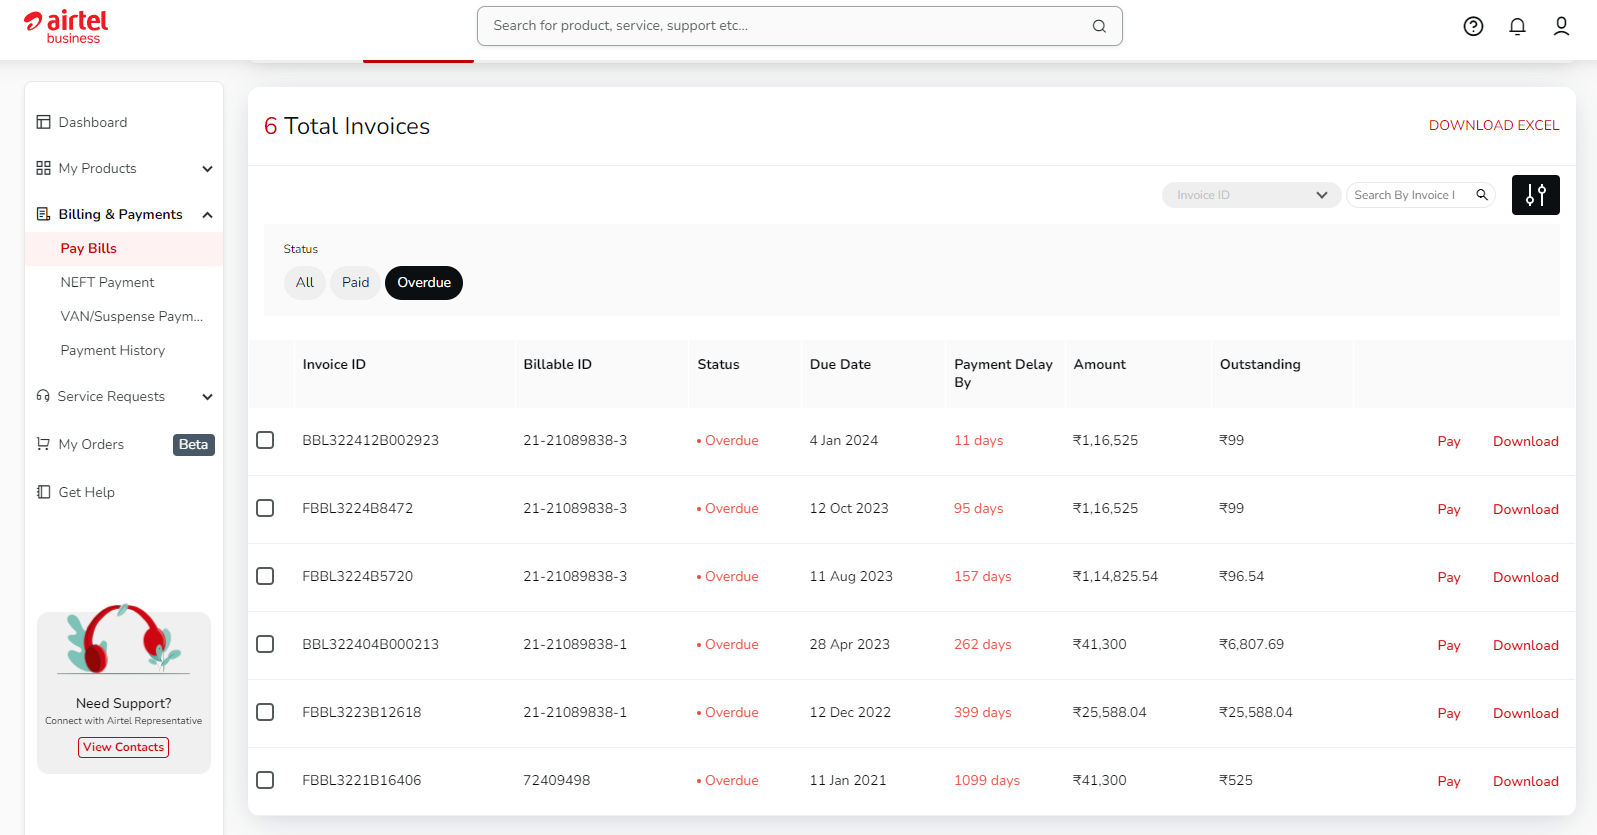 airtel
business
Search for product, service, support etc...
Dashboard
My Products
Billing & Payments
Pay Bills
NEFT Payment
VAN/Suspense Paym...
Payment History
Service Requests
My Orders Beta
Get Help
Need Support?
Connect with Airtel Representative
View Contacts
6 Total Invoices
DOWNLOAD EXCEL
Invoice ID
Search By Invoice I
Status
All Paid Overdue
Invoice ID Billable ID Status Due Date Payment Delay By Amount Outstanding
BBL322412B002923 21-21089838-3 • Overdue 4 Jan 2024 11 days ₹1,16,525 ₹99 Pay Download
FBBL3224B8472 21-21089838-3 • Overdue 12 Oct 2023 95 days ₹1,16,525 ₹99 Pay Download
FBBL3224B5720 21-21089838-3 • Overdue 11 Aug 2023 157 days ₹1,14,825.54 ₹96.54 Pay Download
BBL322404B000213 21-21089838-1 • Overdue 28 Apr 2023 262 days ₹41,300 ₹6,807.69 Pay Download
FBBL3223B12618 21-21089838-1 • Overdue 12 Dec 2022 399 days ₹25,588.04 ₹25,588.04 Pay Download
FBBL3221B16406 72409498 • Overdue 11 Jan 2021 1099 days ₹41,300 ₹525 Pay Download